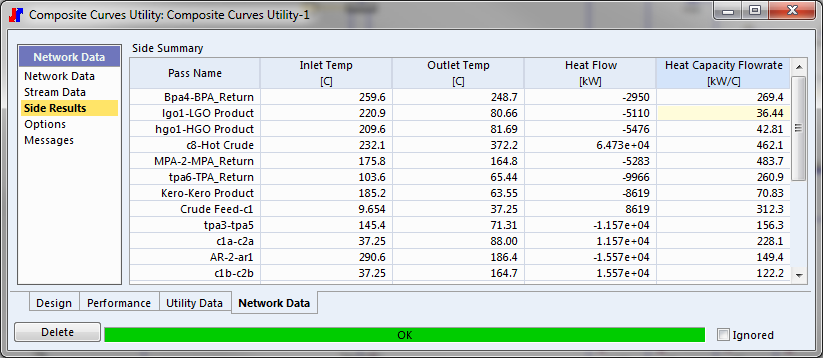 Composite Curves Utility: Composite Curves Utility-1
Network Data
Network Data
Stream Data
Side Results
Options
Messages
Side Summary
Pass Name Inlet Temp [C] Outlet Temp [C] Heat Flow [kW] Heat Capacity Flowrate [kW/C]
Bpa4-BPA_Return 259.6 248.7 -2950 269.4
lgo1-LGO Product 220.9 80.66 -5110 36.44
hgo1-HGO Product 209.6 81.69 -5476 42.81
c8-Hot Crude 232.1 372.2 6.473e+04 462.1
MPA-2-MPA_Return 175.8 164.8 -5283 483.7
tpa6-TPA_Return 103.6 65.44 -9966 260.9
Kero-Kero Product 185.2 63.55 -8619 70.83
Crude Feed-c1 9.654 37.25 8619 312.3
tpa3-tpa5 145.4 71.31 -1.157e+04 156.3
c1a-c2a 37.25 88.00 1.157e+04 228.1
AR-2-ar1 290.6 186.4 -1.557e+04 149.4
c1b-c2b 37.25 164.7 1.557e+04 122.2
Design Performance Utility Data Network Data
Delete OK Ignored